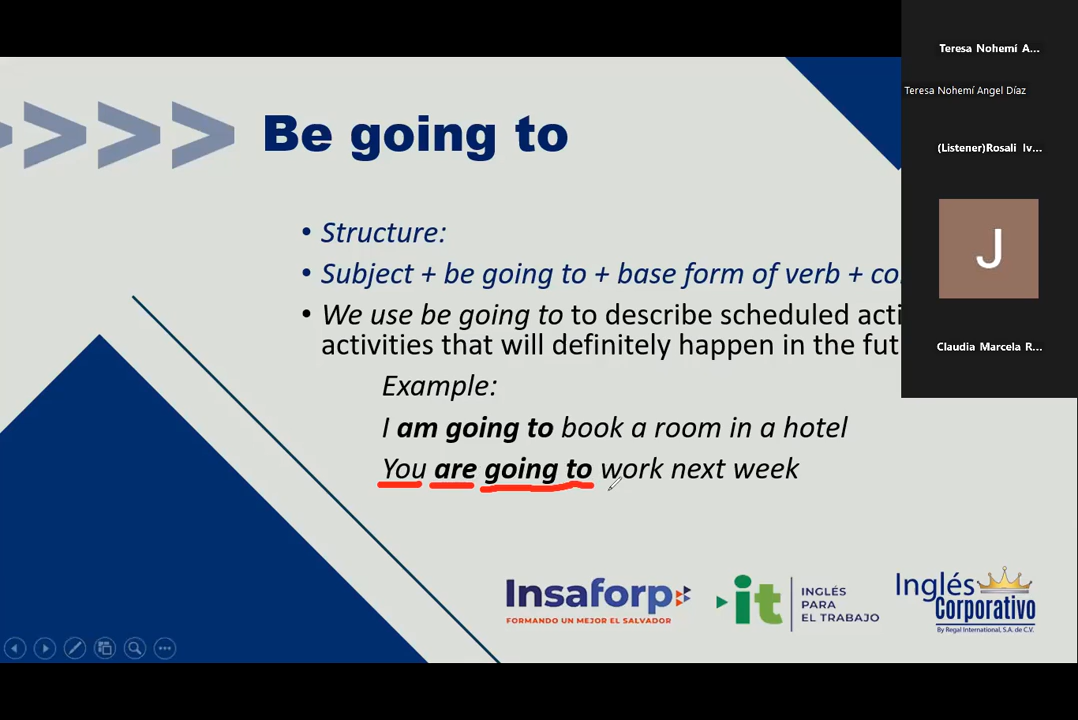 Teresa Nohemí A...
Teresa Nohemí Angel Díaz
(Listener)Rosali Iv...
J
Claudia Marcela R...
Be going to
• Structure:
• Subject + be going to + base form of verb + co
• We use be going to to describe scheduled acti
activities that will definitely happen in the fut
Example:
I am going to book a room in a hotel
You are going to work next week
Insaforp
FORMANDO UN MEJOR EL SALVADOR
it
INGLÉS
PARA
EL TRABAJO
Inglés
Corporativo
By Regal International, S.A. de C.V.